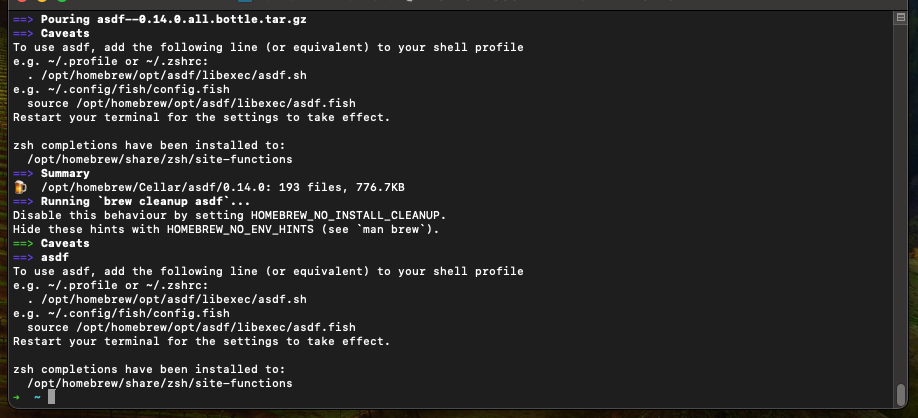 ==> Pouring asdf--0.14.0.all.bottle.tar.gz
==> Caveats
To use asdf, add the following line (or equivalent) to your shell profile
e.g. ~/.profile or ~/.zshrc:
  . /opt/homebrew/opt/asdf/libexec/asdf.sh
e.g. ~/.config/fish/config.fish
  source /opt/homebrew/opt/asdf/libexec/asdf.fish
Restart your terminal for the settings to take effect.

zsh completions have been installed to:
  /opt/homebrew/share/zsh/site-functions
==> Summary
🍺  /opt/homebrew/Cellar/asdf/0.14.0: 193 files, 776.7KB
==> Running `brew cleanup asdf`...
Disable this behaviour by setting HOMEBREW_NO_INSTALL_CLEANUP.
Hide these hints with HOMEBREW_NO_ENV_HINTS (see `man brew`).
==> Caveats
==> asdf
To use asdf, add the following line (or equivalent) to your shell profile
e.g. ~/.profile or ~/.zshrc:
  . /opt/homebrew/opt/asdf/libexec/asdf.sh
e.g. ~/.config/fish/config.fish
  source /opt/homebrew/opt/asdf/libexec/asdf.fish
Restart your terminal for the settings to take effect.

zsh completions have been installed to:
  /opt/homebrew/share/zsh/site-functions
→  ~